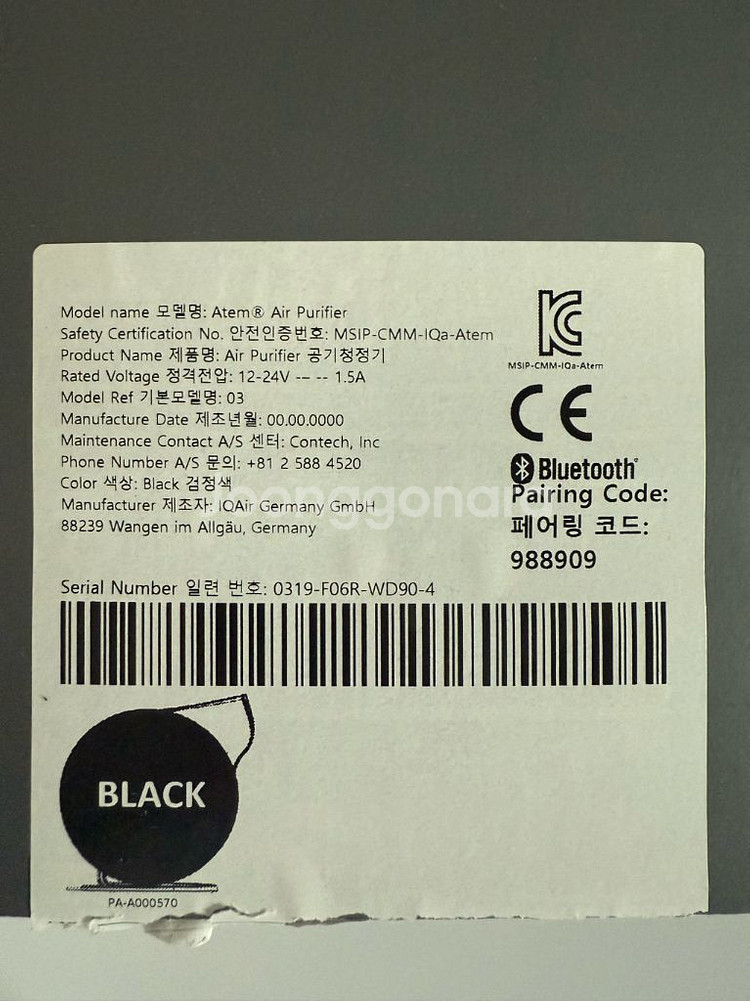 Model name 모델명: Atem® Air Purifier
Safety Certification No. 안전인증번호: MSIP-CMM-IQa-Atem
Product Name 제품명: Air Purifier 공기청정기
Rated Voltage 정격전압: 12-24V --- -- 1.5A
Model Ref 기본모델명: 03
Manufacture Date 제조년월: 00.00.0000
Maintenance Contact A/S 센터: Contech, Inc
Phone Number A/S 문의: +81 2 588 4520
Color 색상: Black 검정색
Manufacturer 제조자: IQAir Germany GmbH
88239 Wangen im Allgäu, Germany
MSIP-CMM-IQa-Atem
CE
Bluetooth®
Pairing Code:
페어링 코드:
988909
joonggonara
Serial Number 일련 번호: 0319-F06R-WD90-4
BLACK
PA-A000570